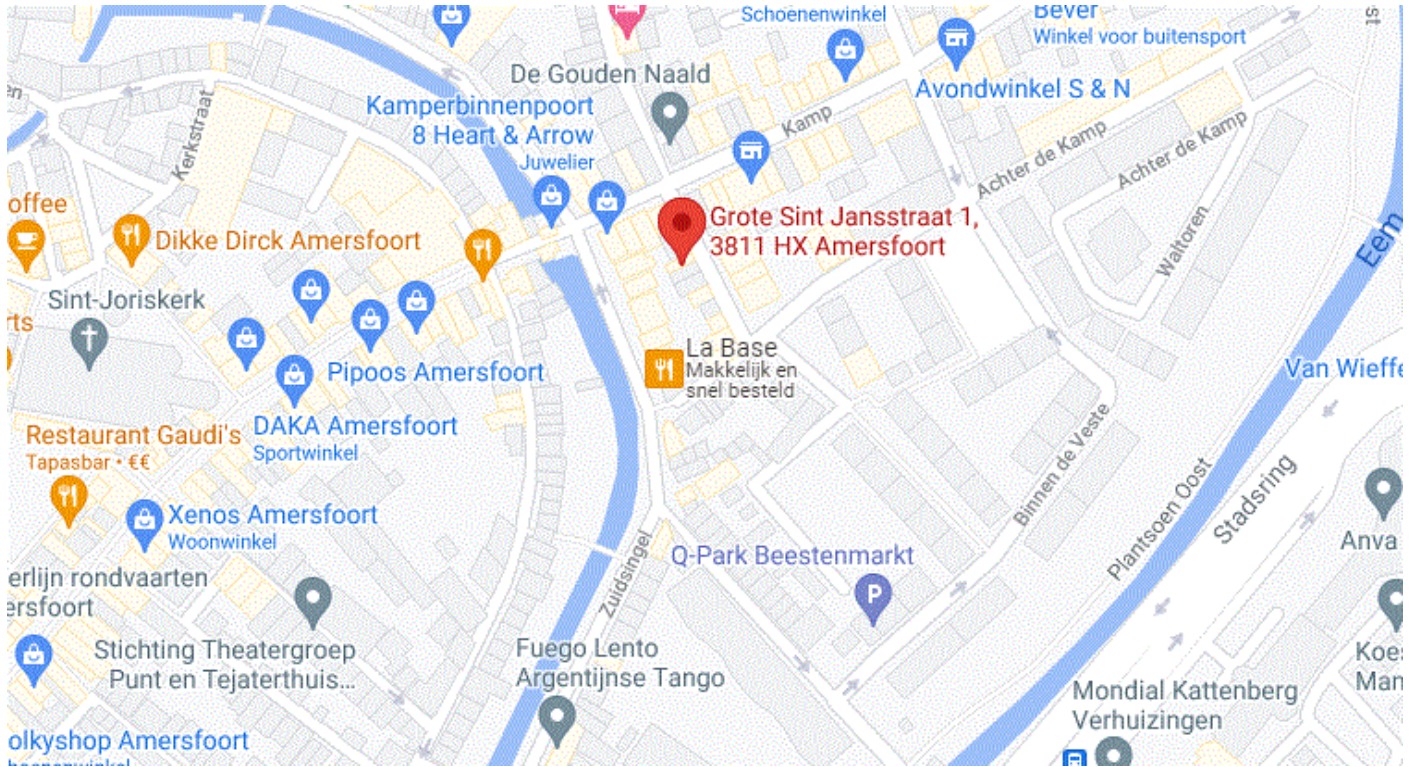 Schoenenwinkel
Bever
Winkel voor buitensport
De Gouden Naald
Avondwinkel S & N
Kamperbinnenpoort
8 Heart & Arrow
Juwelier
Kamp
Kerkstraat
Achter de Kamp
Achter de Kamp
Waltoren
Eem
offee
Dikke Dirck Amersfoort
Grote Sint Jansstraat 1,
3811 HX Amersfoort
Sint-Joriskerk
rts
La Base
Makkelijk en
snel besteld
Pipoos Amersfoort
Van Wieffe
DAKA Amersfoort
Sportwinkel
Restaurant Gaudi's
Tapasbar • €€
Binnen de Veste
Plantsoen Oost
Stadsring
Xenos Amersfoort
Woonwinkel
Anva
Q-Park Beestenmarkt
P
Zuidsingel
erlijn rondvaarten
ersfoort
Stichting Theatergroep
Punt en Tejaterthuis...
Fuego Lento
Argentijnse Tango
Koes
Man
Mondial Kattenberg
Verhuizingen
olkyshop Amersfoort